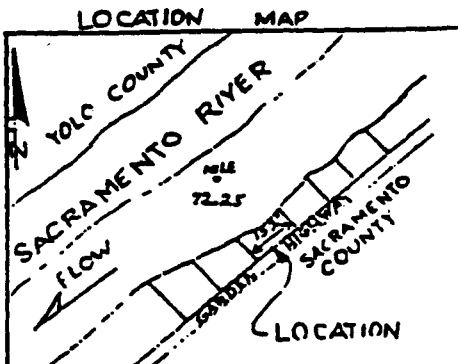 LOCATION MAP
N
YOLO COUNTY
SACRAMENTO RIVER
MILE
72.25
FLOW
GARDEN HIGHWAY
SACRAMENTO
COUNTY
LOCATION